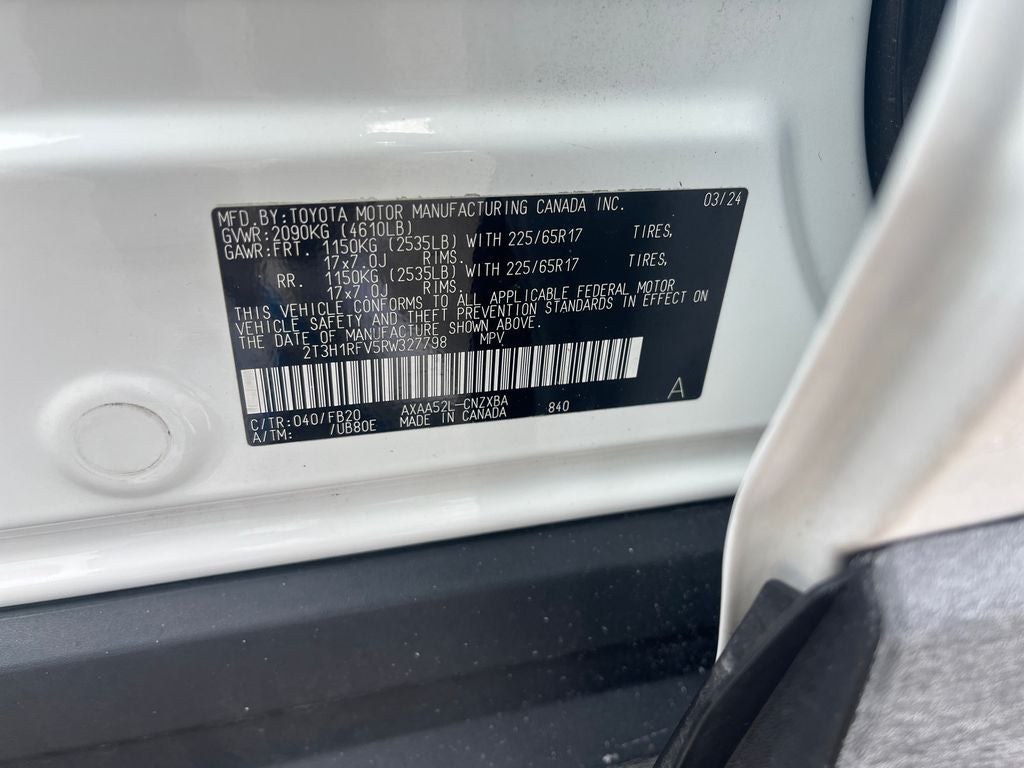 MFD.BY:TOYOTA MOTOR MANUFACTURING CANADA INC. 03/24
GVWR:2090KG (4610LB)
GAWR:FRT. 1150KG (2535LB) WITH 225/65R17 TIRES,
17x7.0J RIMS.
RR. 1150KG (2535LB) WITH 225/65R17 TIRES,
17x7.0J RIMS.
THIS VEHICLE CONFORMS TO ALL APPLICABLE FEDERAL MOTOR
VEHICLE SAFETY AND THEFT PREVENTION STANDARDS IN EFFECT ON
THE DATE OF MANUFACTURE SHOWN ABOVE.
2T3H1RFV5RW327798 MPV
A
C/TR:040/FB20 AXAA52L-CNZXBA 840
A/TM: /UB80E MADE IN CANADA